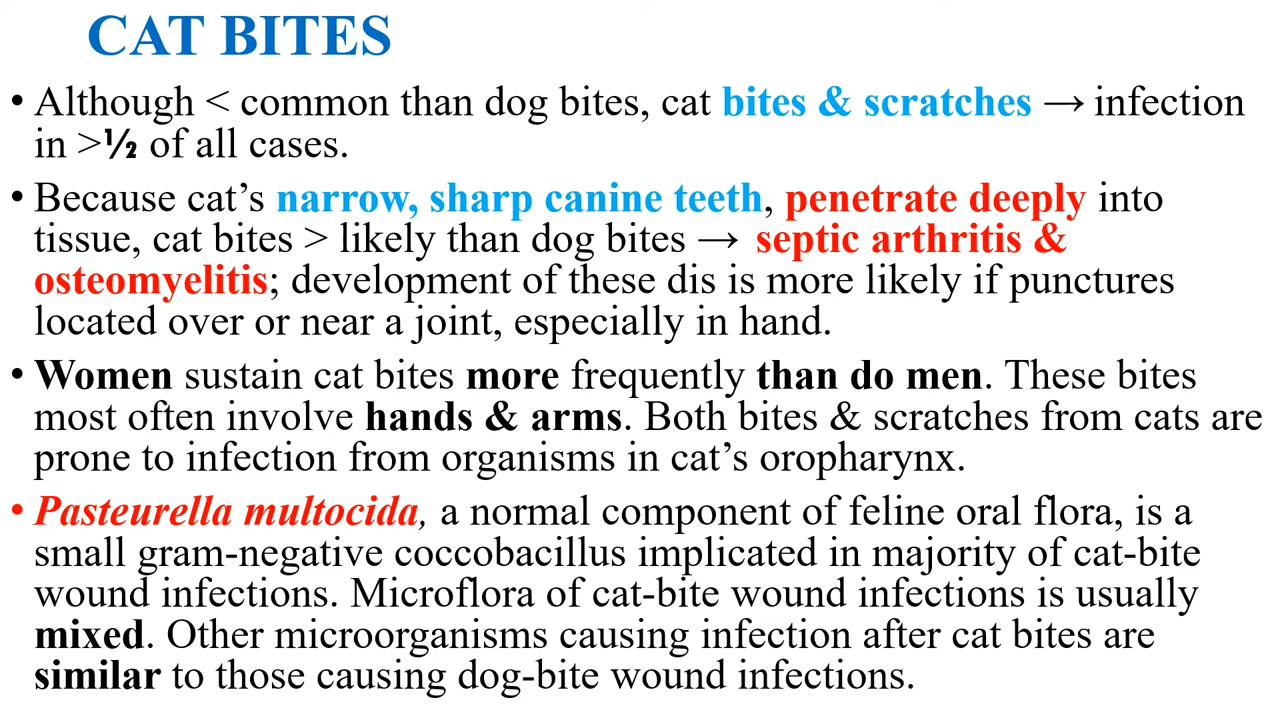 CAT BITES
• Although < common than dog bites, cat bites & scratches → infection
in >½ of all cases.
• Because cat’s narrow, sharp canine teeth, penetrate deeply into
tissue, cat bites > likely than dog bites → septic arthritis &
osteomyelitis; development of these dis is more likely if punctures
located over or near a joint, especially in hand.
• Women sustain cat bites more frequently than do men. These bites
most often involve hands & arms. Both bites & scratches from cats are
prone to infection from organisms in cat’s oropharynx.
• Pasteurella multocida, a normal component of feline oral flora, is a
small gram-negative coccobacillus implicated in majority of cat-bite
wound infections. Microflora of cat-bite wound infections is usually
mixed. Other microorganisms causing infection after cat bites are
similar to those causing dog-bite wound infections.